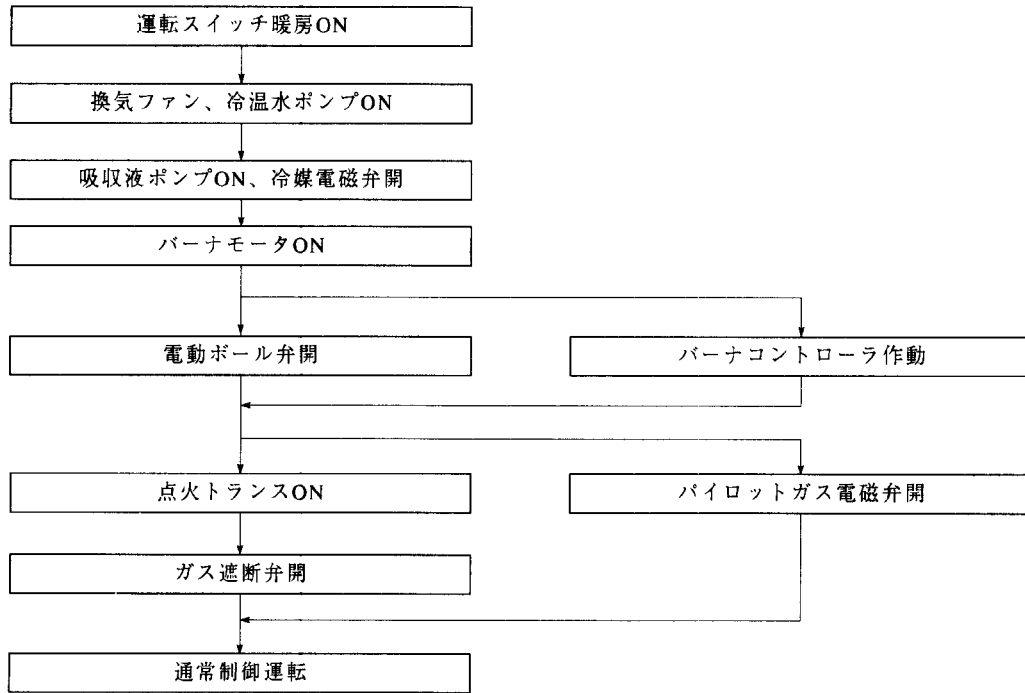 運転スイッチ暖房ON
換気ファン、冷温水ポンプON
吸収液ポンプON、冷媒電磁弁開
バーナモータON
電動ボール弁開
バーナコントローラ作動
点火トランスON
パイロットガス電磁弁開
ガス遮断弁開
通常制御運転